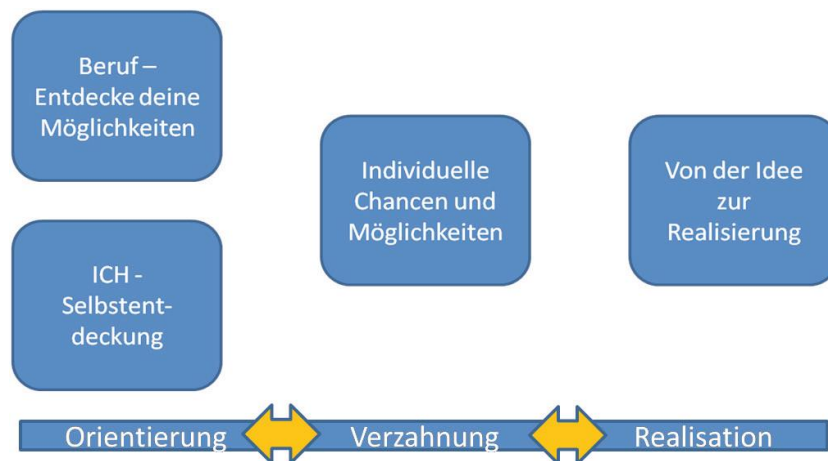 Beruf –
Entdecke deine
Möglichkeiten
ICH -
Selbstent-
deckung
Individuelle
Chancen und
Möglichkeiten
Von der Idee
zur
Realisierung
Orientierung
Verzahnung
Realisation